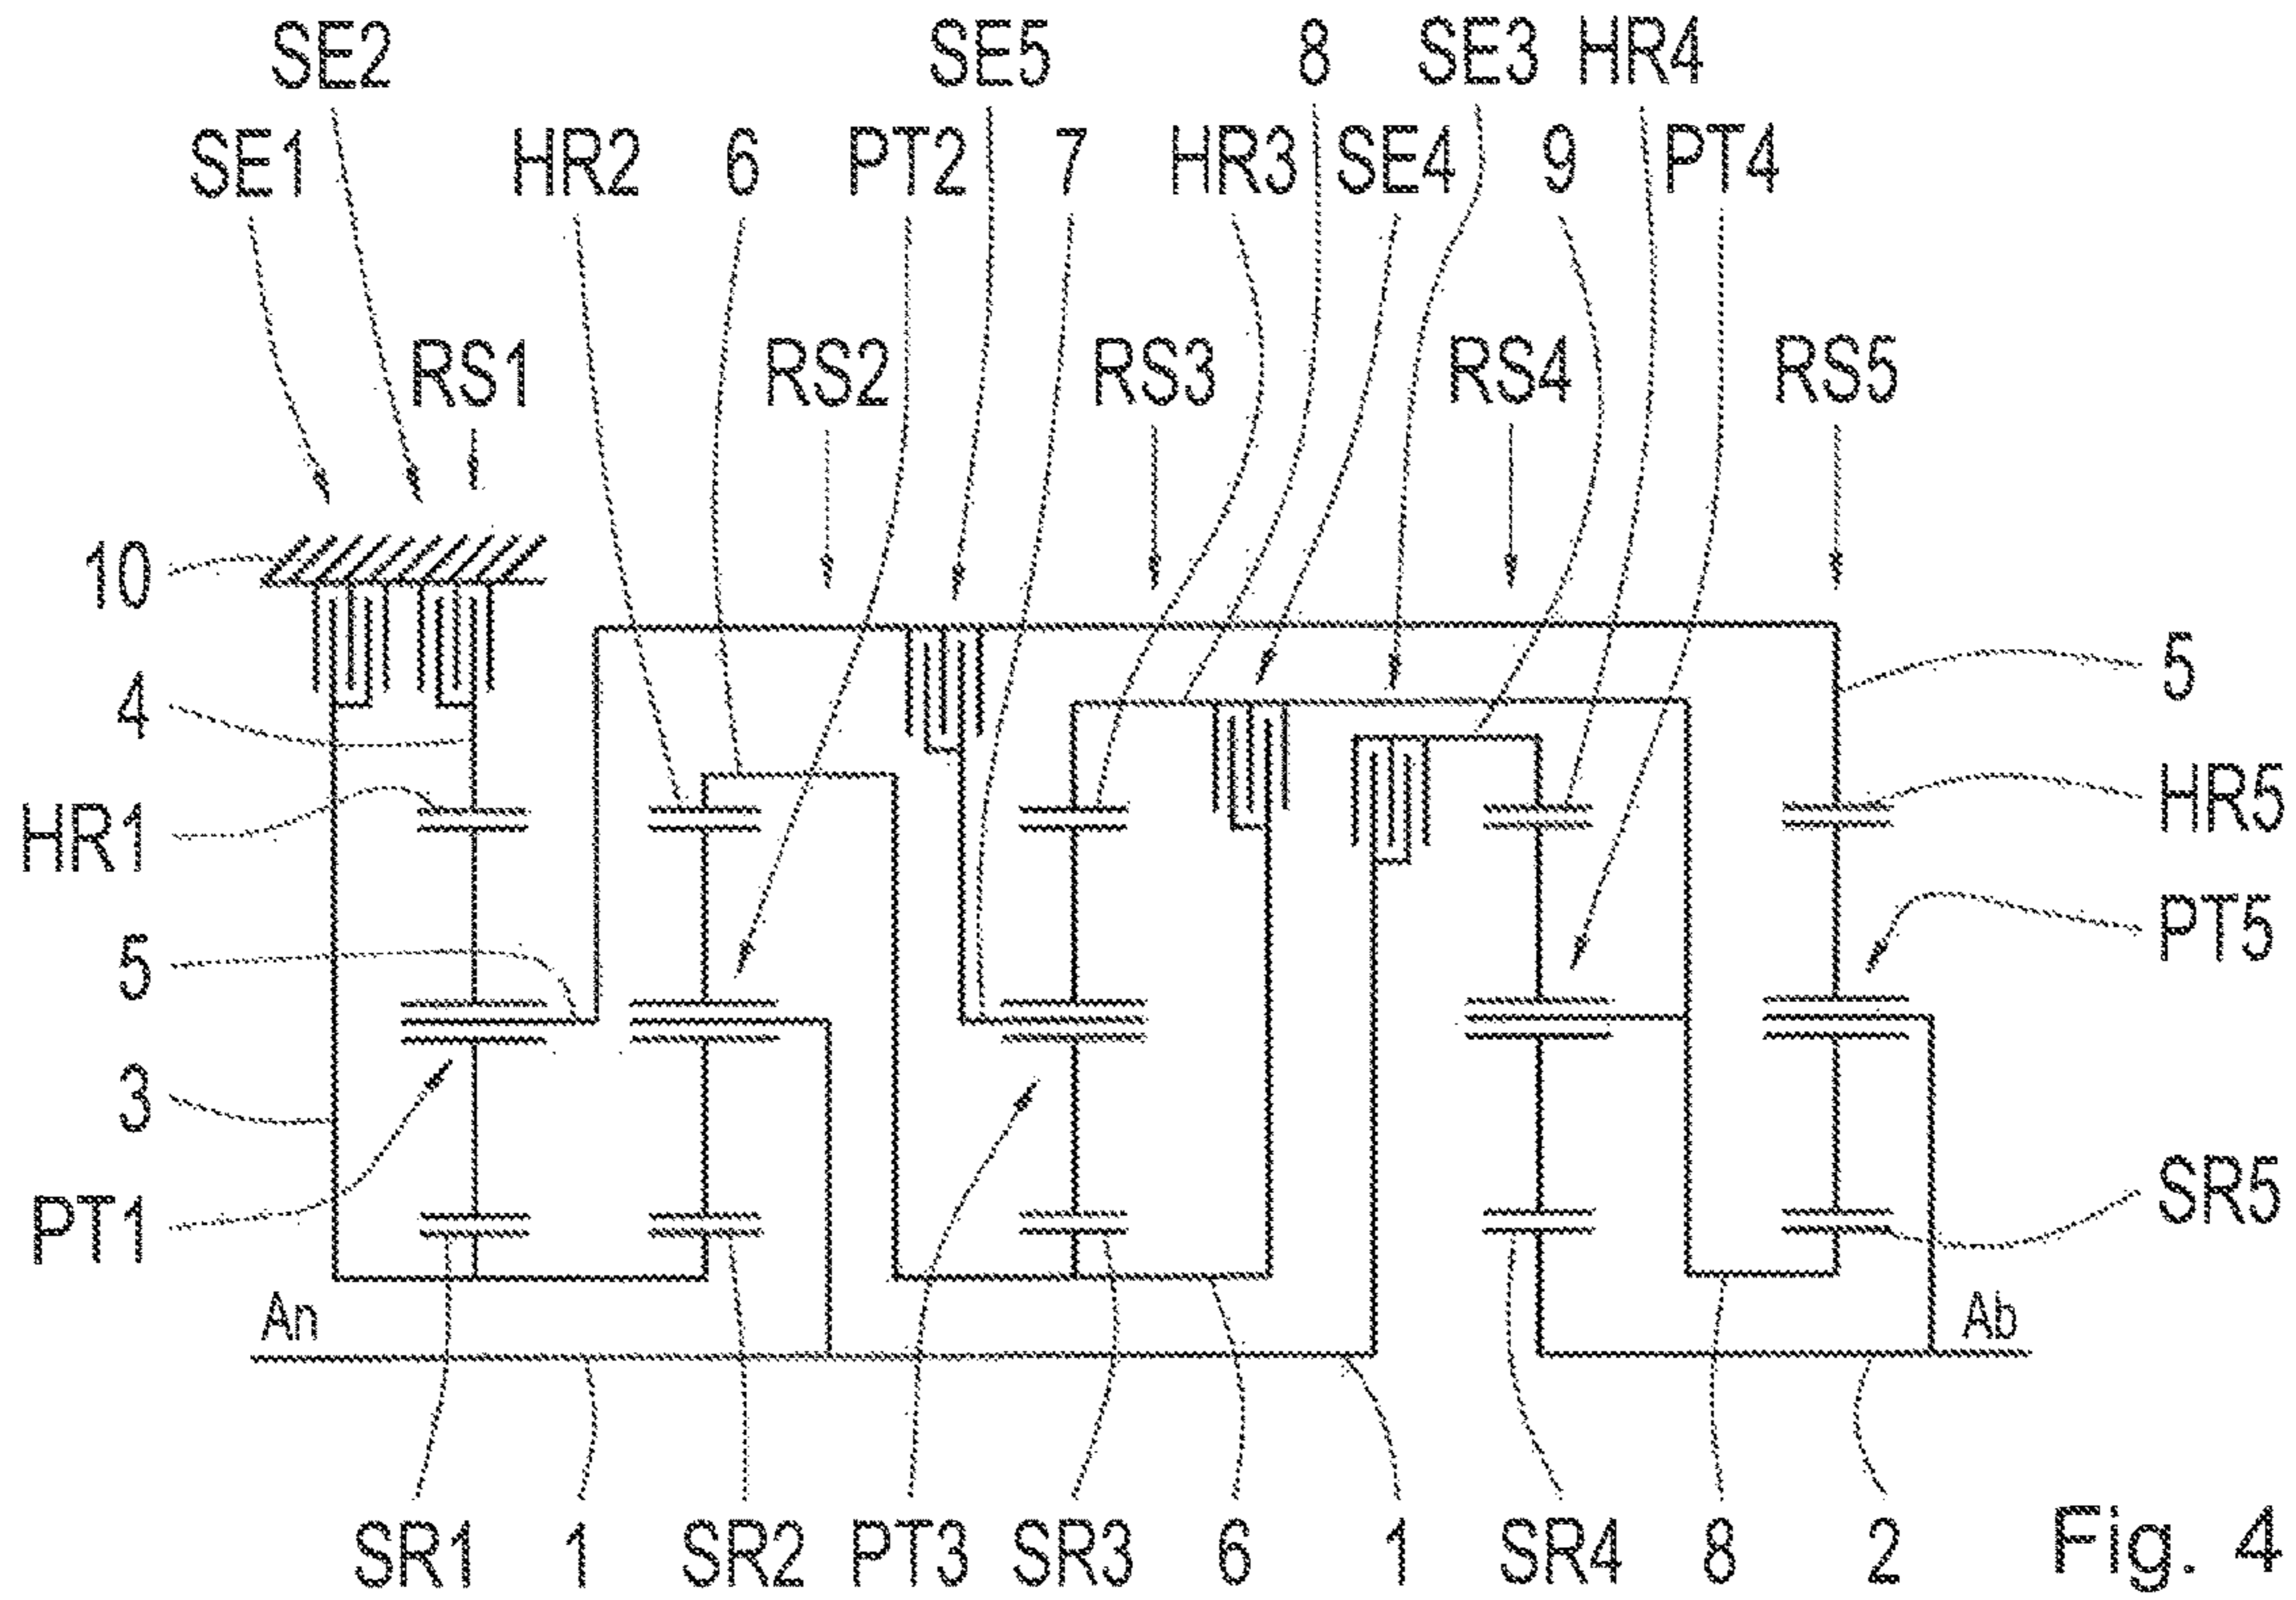 SE2 SE5 8 SE3 HR4
SE1 HR2 6 PT2 7 HR3 SE4 9 PT4
RS1 RS2 RS3 RS4 RS5
10
5
4
HR5
HR1
PT5
5
3
SR5
PT1
An Ab
SR1 1 SR2 PT3 SR3 6 1 SR4 8 2 Fig. 4